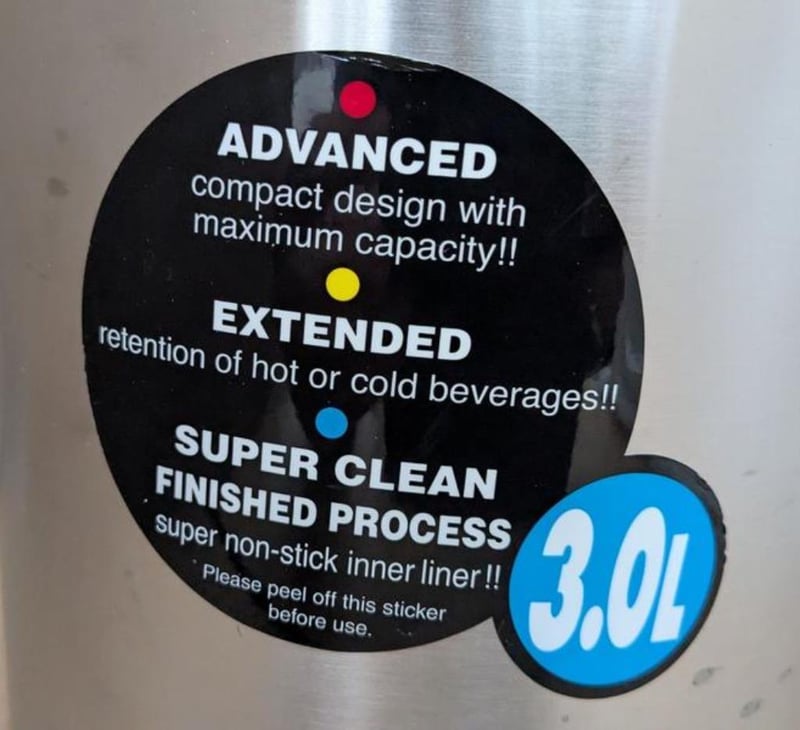 ADVANCED
compact design with
maximum capacity!!
EXTENDED
retention of hot or cold beverages!!
SUPER CLEAN
FINISHED PROCESS
super non-stick inner liner!!
Please peel off this sticker
before use.
3.0L